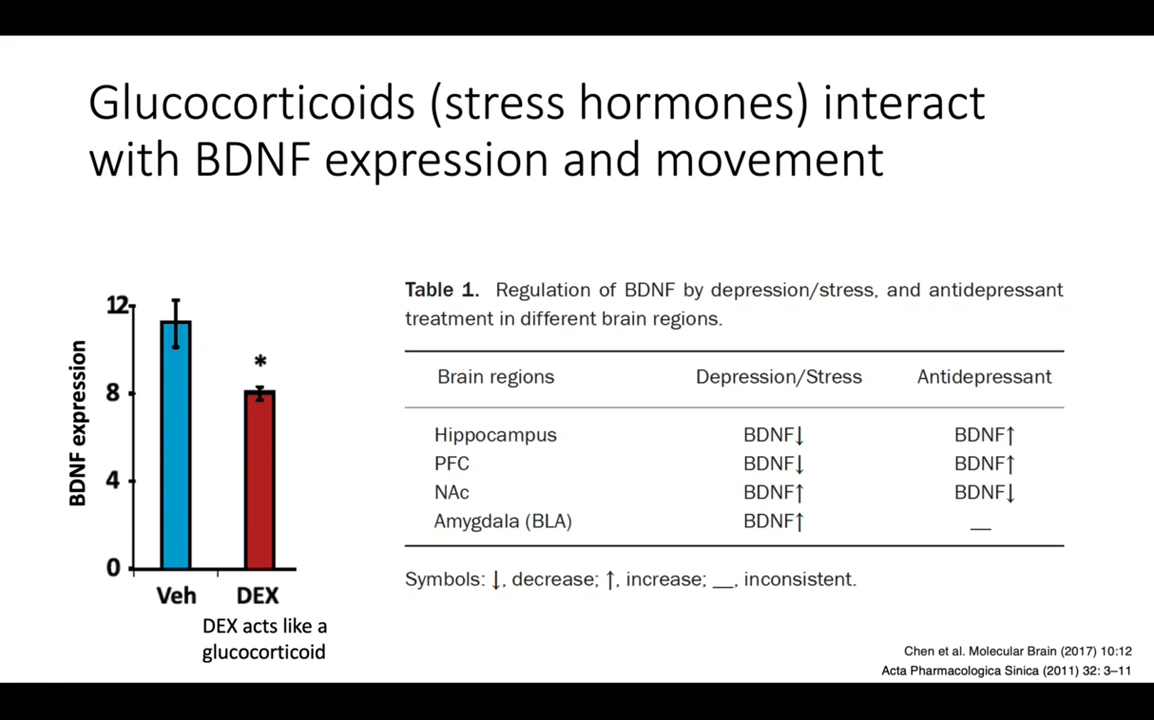 Glucocorticoids (stress hormones) interact
with BDNF expression and movement
12
8
4
0
BDNF expression
*
Veh DEX
DEX acts like a
glucocorticoid
Table 1. Regulation of BDNF by depression/stress, and antidepressant
treatment in different brain regions.
Brain regions Depression/Stress Antidepressant
Hippocampus BDNF↓ BDNF↑
PFC BDNF↓ BDNF↑
NAc BDNF↑ BDNF↓
Amygdala (BLA) BDNF↑ __
Symbols: ↓, decrease; ↑, increase; __, inconsistent.
Chen et al. Molecular Brain (2017) 10:12
Acta Pharmacologica Sinica (2011) 32: 3–11